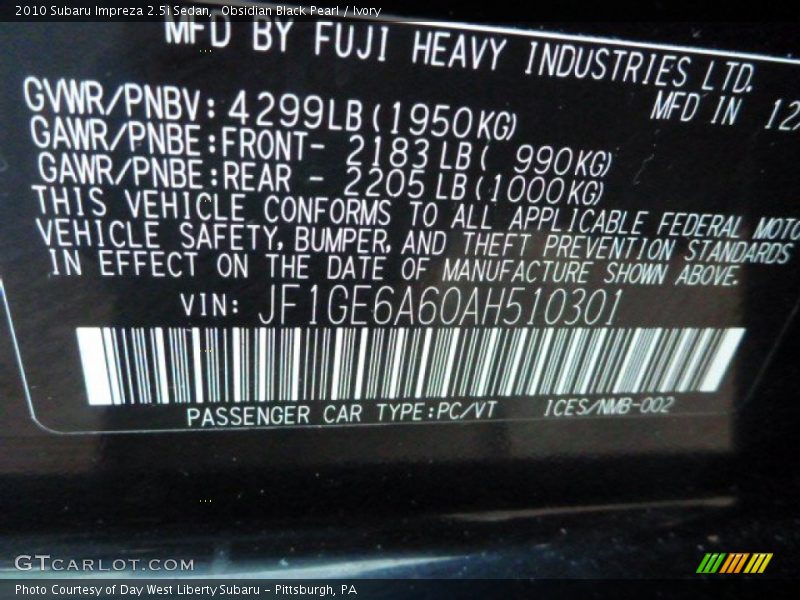 2010 Subaru Impreza 2.5i Sedan, Obsidian Black Pearl / Ivory
MFD BY FUJI HEAVY INDUSTRIES LTD.
MFD IN 12/
GVWR/PNBV: 4299LB (1950KG)
GAWR/PNBE:FRONT- 2183 LB( 990KG)
GAWR/PNBE:REAR - 2205 LB(1000KG)
THIS VEHICLE CONFORMS TO ALL APPLICABLE FEDERAL MOTO
VEHICLE SAFETY, BUMPER, AND THEFT PREVENTION STANDARDS
IN EFFECT ON THE DATE OF MANUFACTURE SHOWN ABOVE.
VIN: JF1GE6A60AH510301
PASSENGER CAR TYPE:PC/VT ICES/NMB-002
GTCARLOT.COM
Photo Courtesy of Day West Liberty Subaru - Pittsburgh, PA